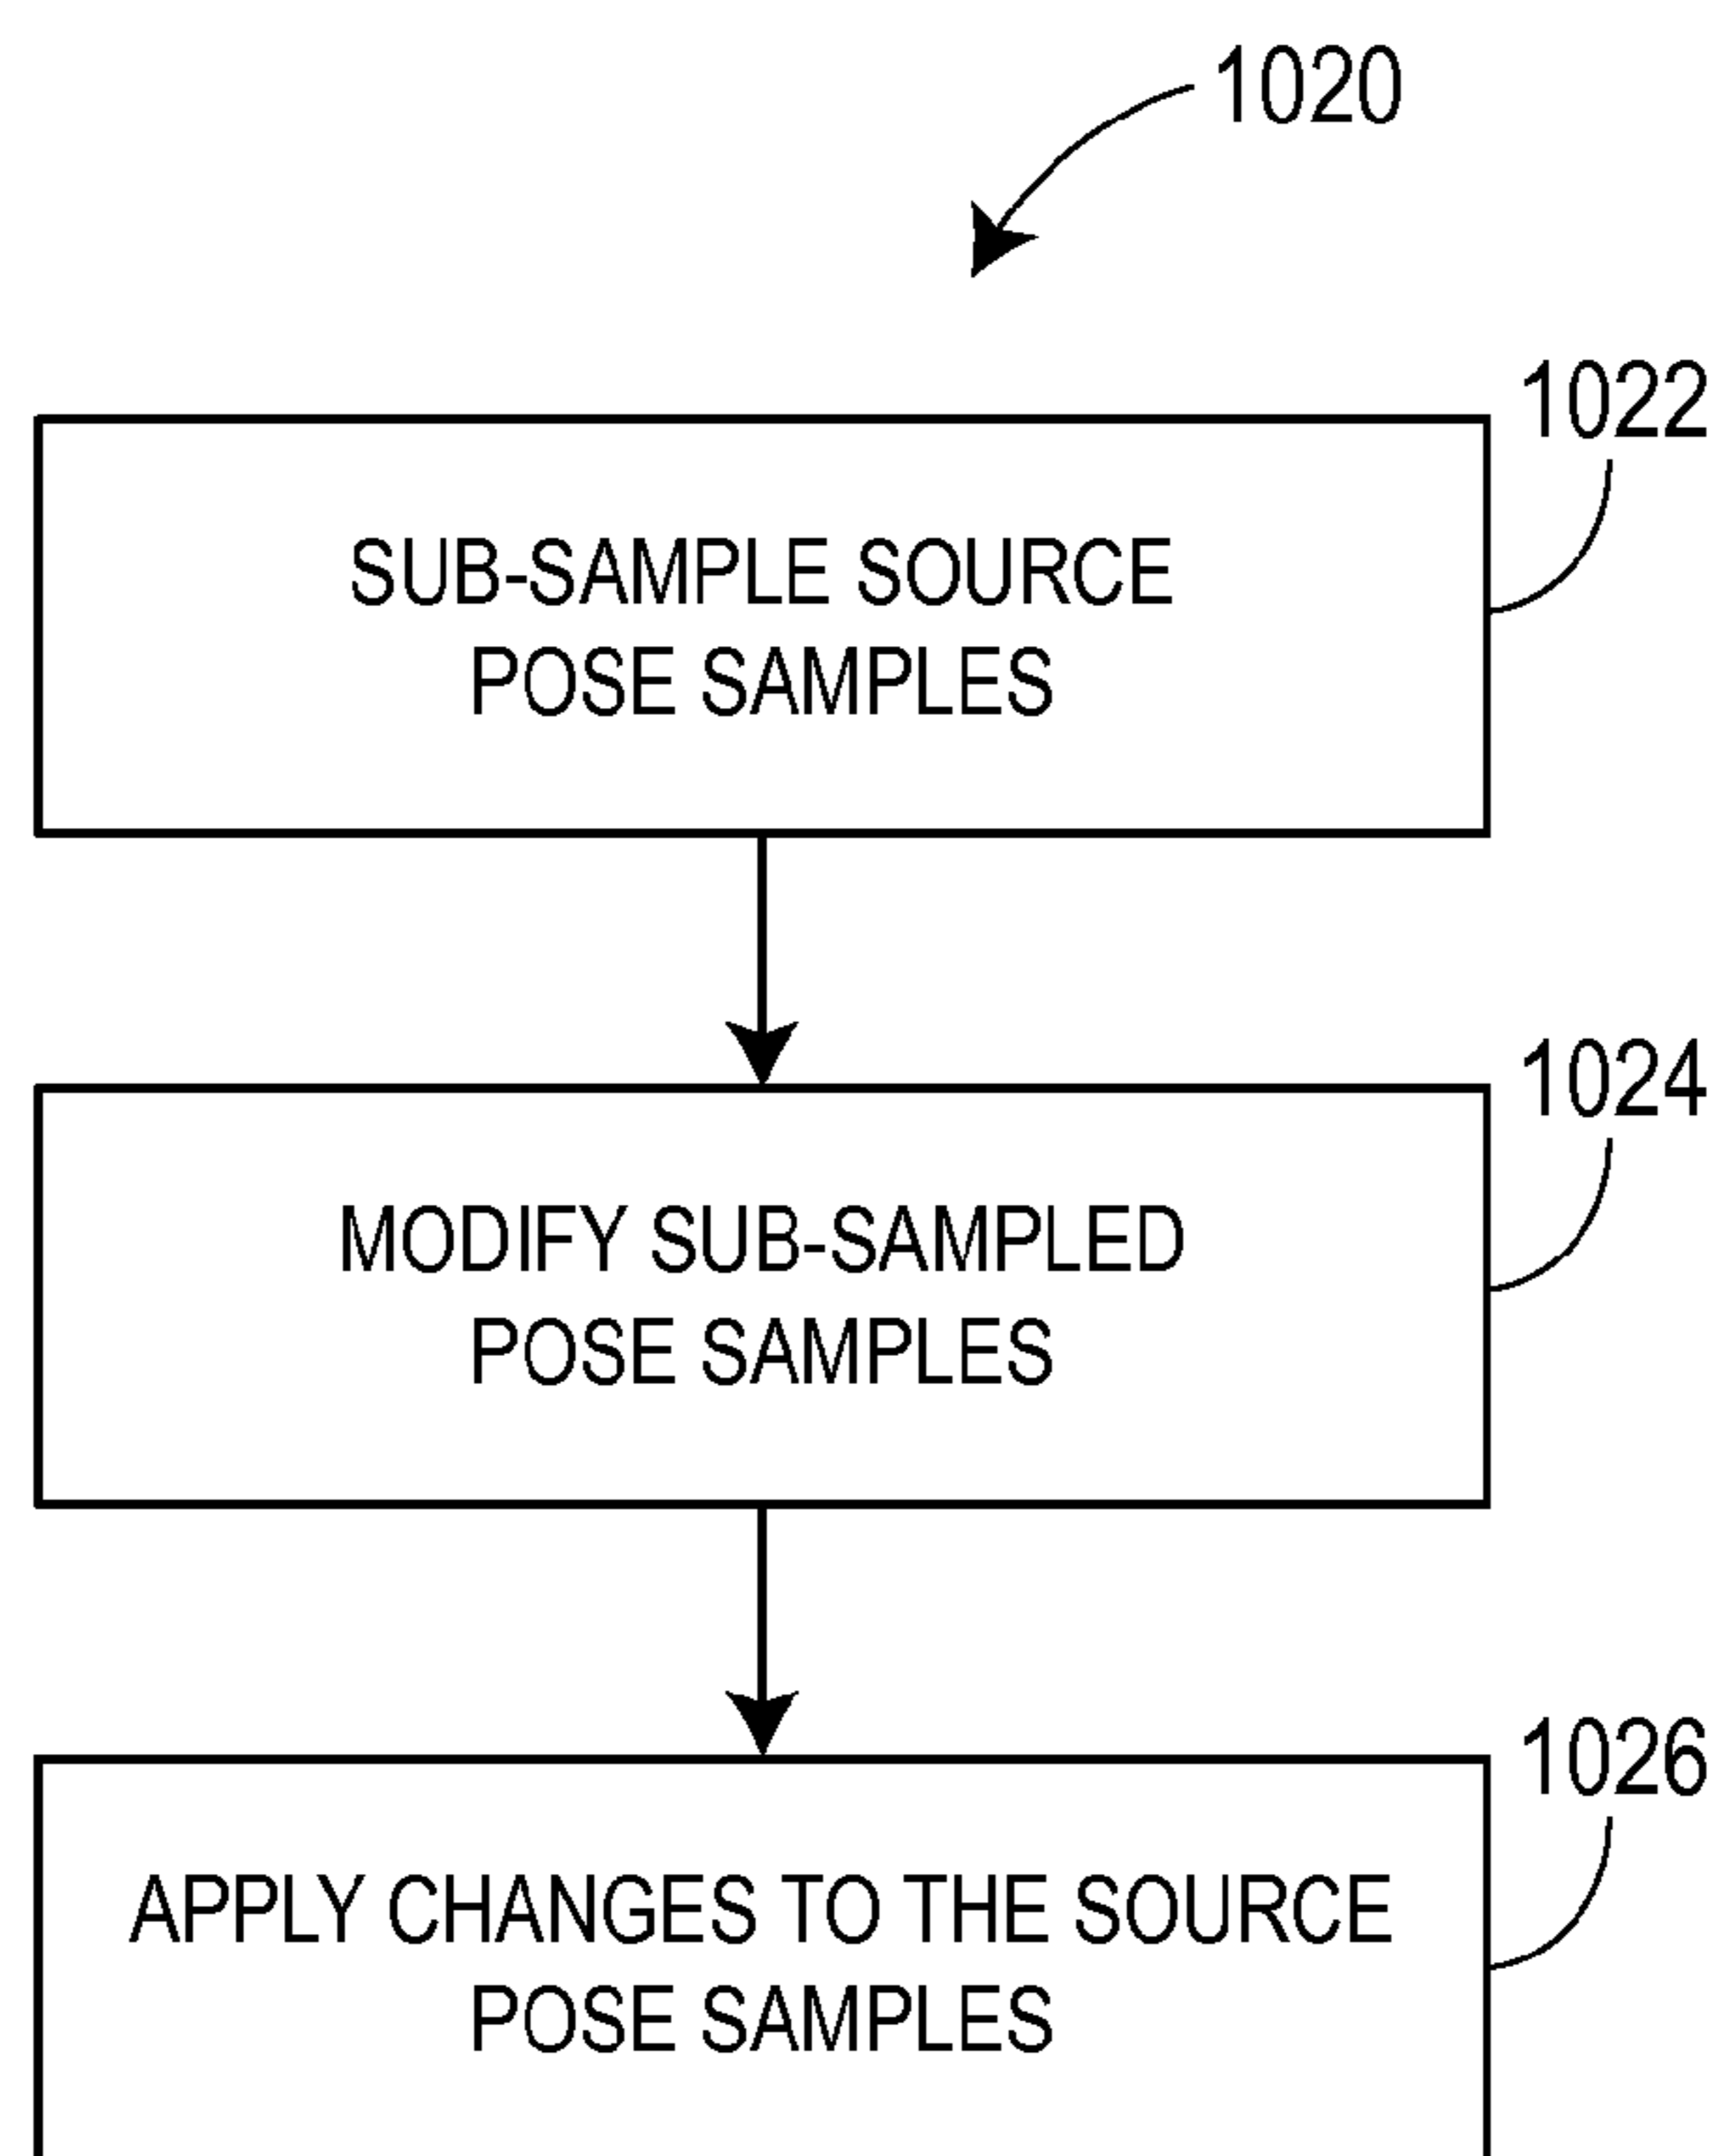 1020
1022
SUB-SAMPLE SOURCE
POSE SAMPLES
1024
MODIFY SUB-SAMPLED
POSE SAMPLES
1026
APPLY CHANGES TO THE SOURCE
POSE SAMPLES